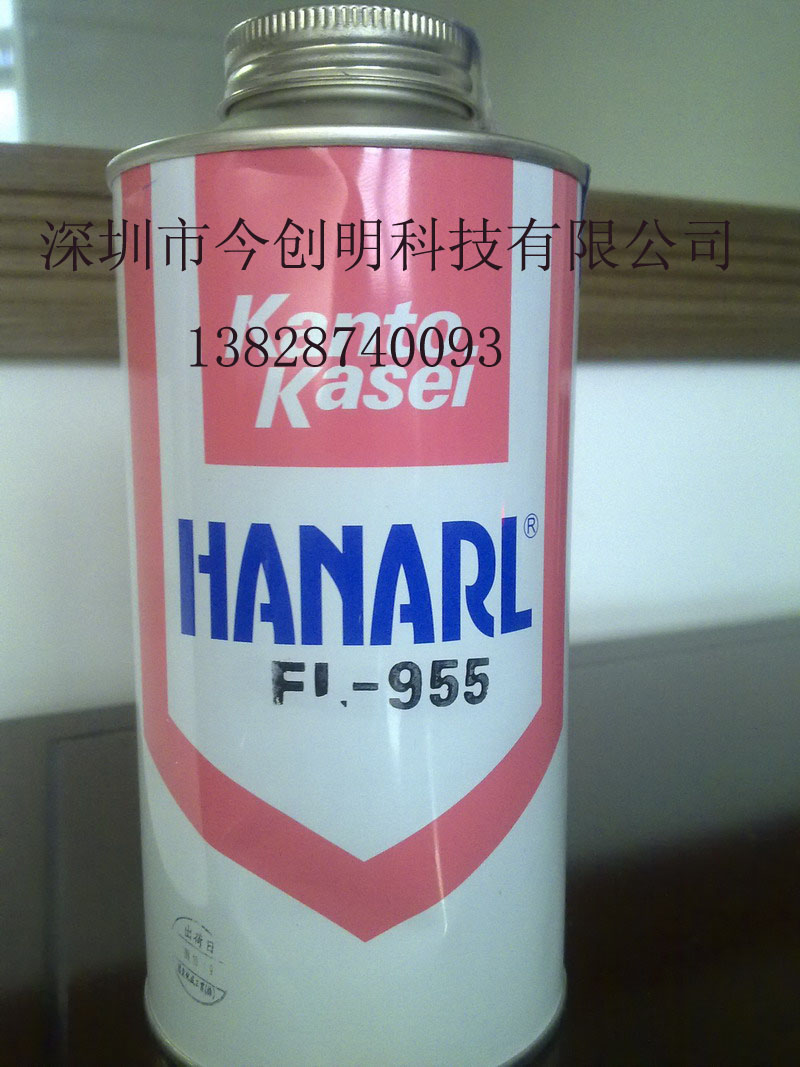 深圳市今创明科技有限公司
Kanto
13828740093
Kasei
HANARL®
FL-955
出荷日